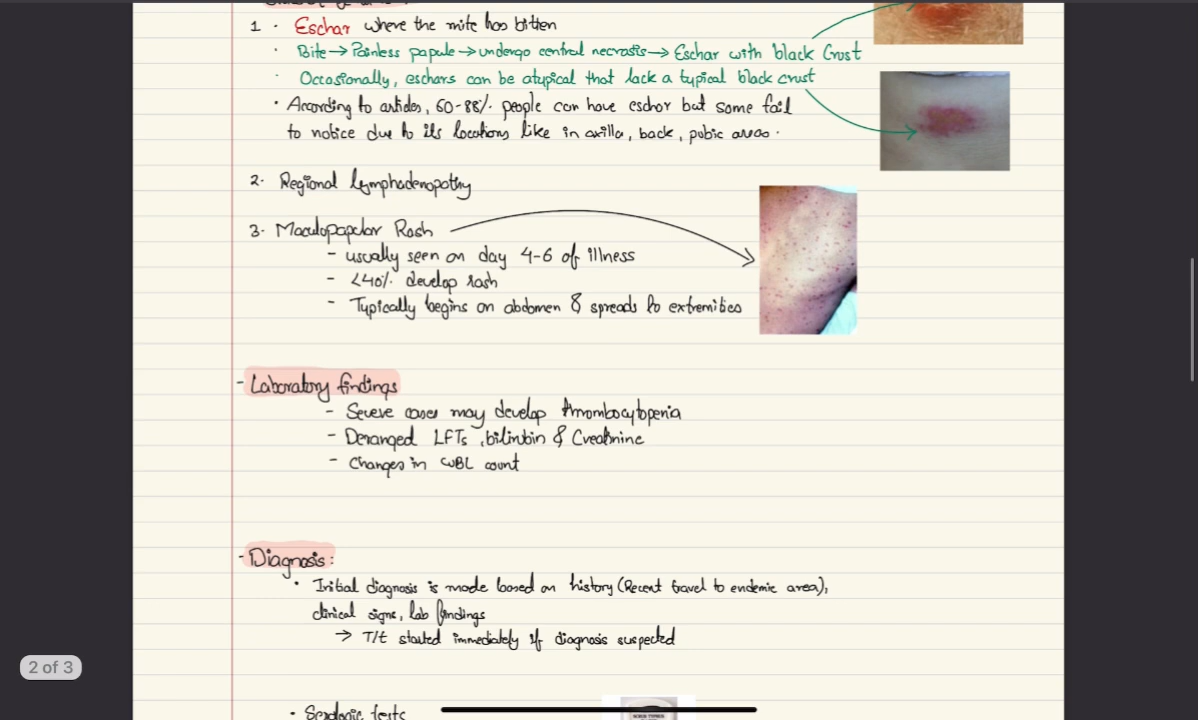 1. Eschar where the mite has bitten
· Bite → Painless papule → undergo central necrosis → Eschar with black Crust
· Occasionally, eschars can be atypical that lack a typical black crust
· According to articles, 60-88% people can have eschar but some fail
to notice due to its locations like in axilla, back, pubic areas.
2. Regional lymphadenopathy
3. Maculopapular Rash
- usually seen on day 4-6 of illness
- <40% develop rash
- Typically begins on abdomen & spreads to extremities
- Laboratory findings
- Severe cases may develop thrombocytopenia
- Deranged LFTs, bilirubin & Creatinine
- Changes in WBC count
- Diagnosis:
· Initial diagnosis is made based on history (Recent travel to endemic area),
clinical signs, lab findings
→ T/t started immediately if diagnosis suspected
2 of 3
· Serologic tests